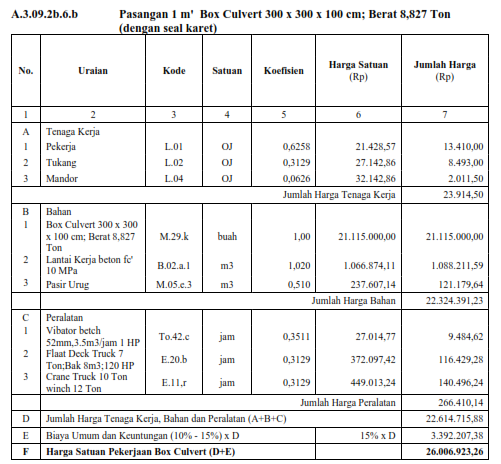 A.3.09.2b.6.b Pasangan 1 m' Box Culvert 300 x 300 x 100 cm; Berat 8,827 Ton
(dengan seal karet)
No. Uraian Kode Satuan Koefisien Harga Satuan (Rp) Jumlah Harga (Rp)
1 2 3 4 5 6 7
A Tenaga Kerja
1 Pekerja L.01 OJ 0,6258 21.428,57 13.410,00
2 Tukang L.02 OJ 0,3129 27.142,86 8.493,00
3 Mandor L.04 OJ 0,0626 32.142,86 2.011,50
Jumlah Harga Tenaga Kerja 23.914,50
B Bahan
1 Box Culvert 300 x 300
x 100 cm; Berat 8,827 M.29.k buah 1,00 21.115.000,00 21.115.000,00
Ton
2 Lantai Kerja beton fc'
10 MPa B.02.a.1 m3 1,020 1.066.874,11 1.088.211,59
3 Pasir Urug M.05.e.3 m3 0,510 237.607,14 121.179,64
Jumlah Harga Bahan 22.324.391,23
C Peralatan
1 Vibator betch
52mm,3.5m3/jam 1 HP To.42.c jam 0,3511 27.014,77 9.484,62
2 Flaat Deck Truck 7
Ton;Bak 8m3;120 HP E.20.b jam 0,3129 372.097,42 116.429,28
3 Crane Truck 10 Ton
winch 12 Ton E.11,r jam 0,3129 449.013,24 140.496,24
Jumlah Harga Peralatan 266.410,14
D Jumlah Harga Tenaga Kerja, Bahan dan Peralatan (A+B+C) 22.614.715,88
E Biaya Umum dan Keuntungan (10% - 15%) x D 15% x D 3.392.207,38
F Harga Satuan Pekerjaan Box Culvert (D+E) 26.006.923,26